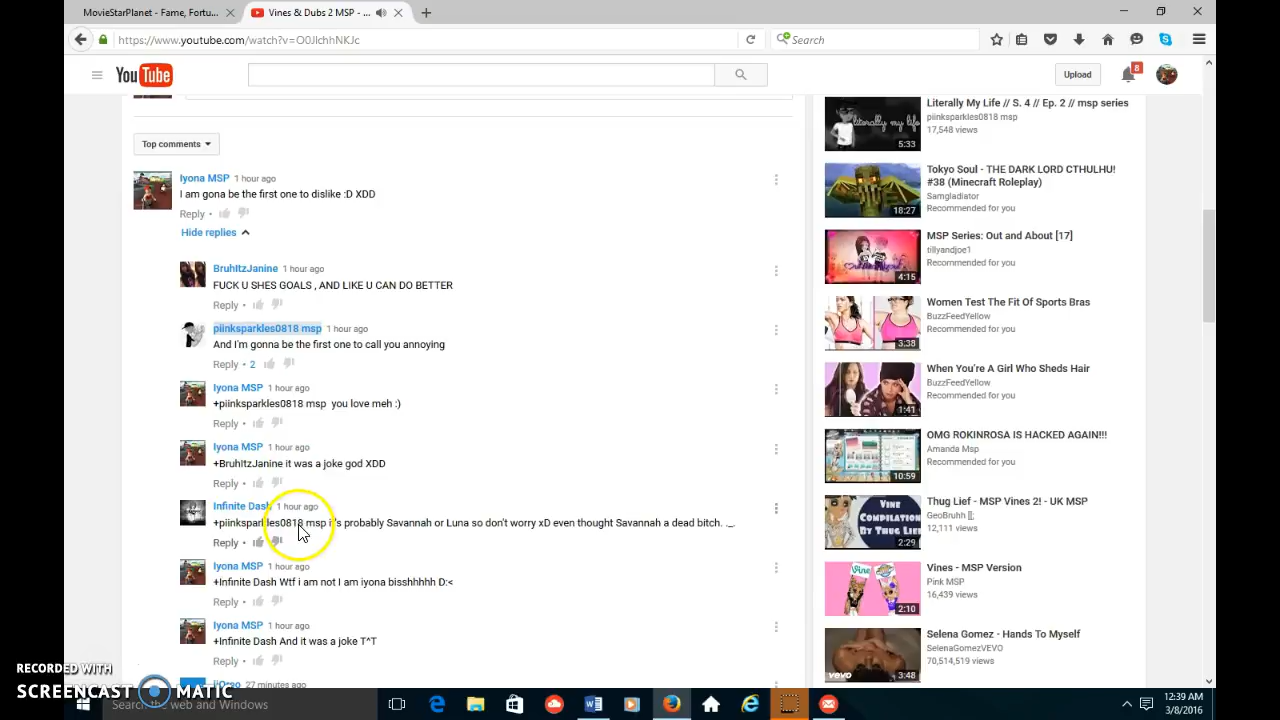 MovieStarPlanet - Fame, Fortu...
Vines & Dubs 2 MSP - ...
https://www.youtube.com/watch?v=O0JlchNKJc
Search
YouTube
Upload
8
Top comments
Iyona MSP 1 hour ago
I am gona be the first one to dislike :D XDD
Reply
Hide replies
BruhItzJanine 1 hour ago
FUCK U SHES GOALS , AND LIKE U CAN DO BETTER
Reply
piinksparkles0818 msp 1 hour ago
And I'm gonna be the first one to call you annoying
Reply 2
Iyona MSP 1 hour ago
+piinksparkles0818 msp you love meh :)
Reply
Iyona MSP 1 hour ago
+BruhItzJanine it was a joke god XDD
Reply
Infinite Dash 1 hour ago
+piinksparkles0818 msp it's probably Savannah or Luna so don't worry xD even thought Savannah a dead bitch. ._.
Reply
Iyona MSP 1 hour ago
+Infinite Dash Wtf i am not I am iyona bisshhhhh D:<
Reply
Iyona MSP 1 hour ago
+Infinite Dash And it was a joke T^T
Reply
27 minutes ago
Literally My Life // S. 4 // Ep. 2 // msp series
piinksparkles0818 msp
17,548 views
literally my life
5:33
Tokyo Soul - THE DARK LORD CTHULHU!
#38 (Minecraft Roleplay)
Samgladiator
Recommended for you
18:27
MSP Series: Out and About [17]
tillyandjoe1
Recommended for you
4:15
Women Test The Fit Of Sports Bras
BuzzFeedYellow
Recommended for you
3:38
When You're A Girl Who Sheds Hair
BuzzFeedYellow
Recommended for you
1:41
OMG ROKINROSA IS HACKED AGAIN!!!
Amanda Msp
Recommended for you
10:59
Thug Lief - MSP Vines 2! - UK MSP
GeoBruhh [[;
12,111 views
VINE
COMPILATION
BY THUG LIEF
2:29
Vines - MSP Version
Pink MSP
16,439 views
Vine
2:10
Selena Gomez - Hands To Myself
SelenaGomezVEVO
70,514,519 views
vevo
3:48
RECORDED WITH
SCREENCAST MATIC
Search the web and Windows
12:39 AM
3/8/2016